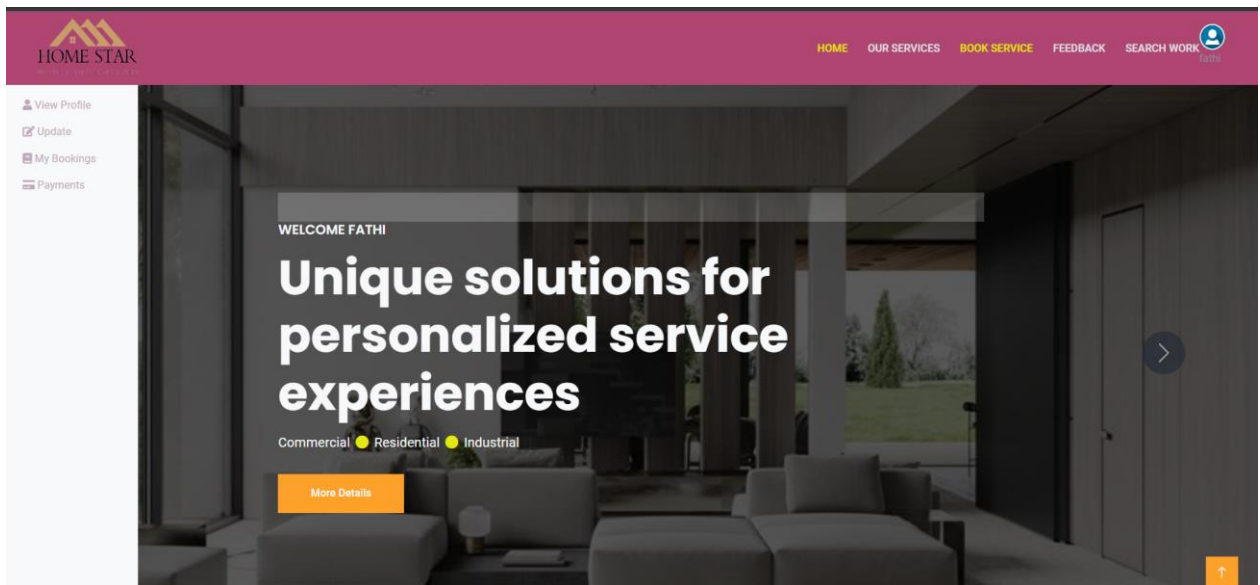 HOME STAR
HOME
OUR SERVICES
BOOK SERVICE
FEEDBACK
SEARCH WORK
fathi
View Profile
Update
My Bookings
Payments
WELCOME FATHI
Unique solutions for
personalized service
experiences
Commercial Residential Industrial
More Details